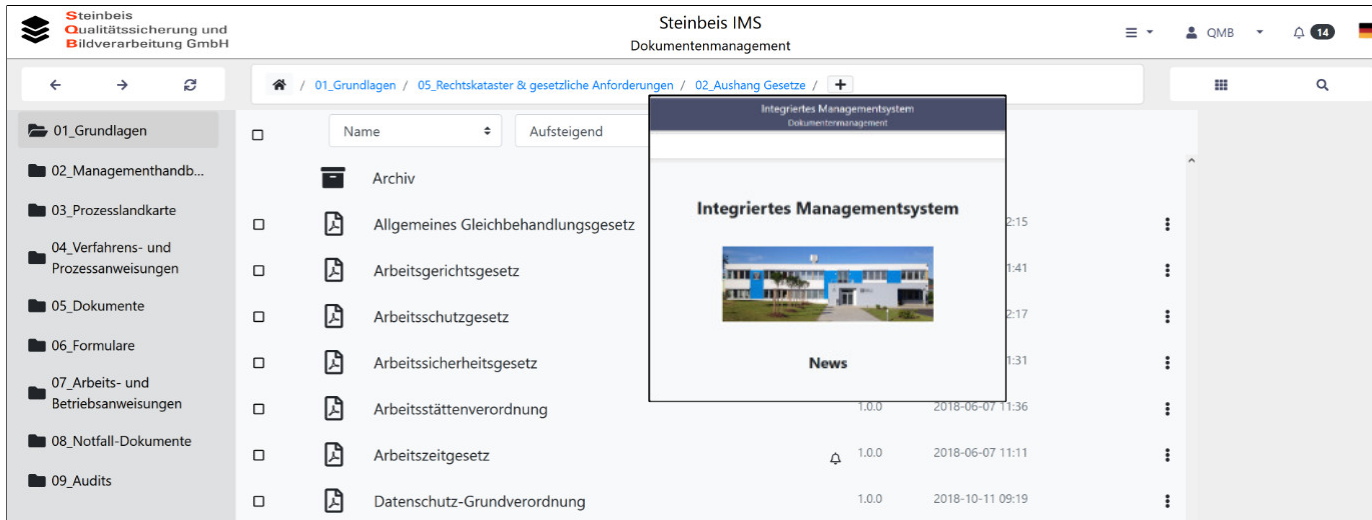 Steinbeis
Qualitätssicherung und
Bildverarbeitung GmbH
Steinbeis IMS
Dokumentenmanagement
QMB
14
/ 01_Grundlagen / 05_Rechtskataster & gesetzliche Anforderungen / 02_Aushang Gesetze / +
01_Grundlagen
02_Managementhandb...
03_Prozesslandkarte
04_Verfahrens- und
Prozessanweisungen
05_Dokumente
06_Formulare
07_Arbeits- und
Betriebsanweisungen
08_Notfall-Dokumente
09_Audits
Name
Aufsteigend
Archiv
Allgemeines Gleichbehandlungsgesetz
2:15
Arbeitsgerichtsgesetz
1:41
Arbeitsschutzgesetz
2:17
Arbeitssicherheitsgesetz
1:31
Arbeitsstättenverordnung
1.0.0
2018-06-07 11:36
Arbeitszeitgesetz
1.0.0
2018-06-07 11:11
Datenschutz-Grundverordnung
1.0.0
2018-10-11 09:19
Integriertes Managementsystem
Dokumentenmanagement
Integriertes Managementsystem
News